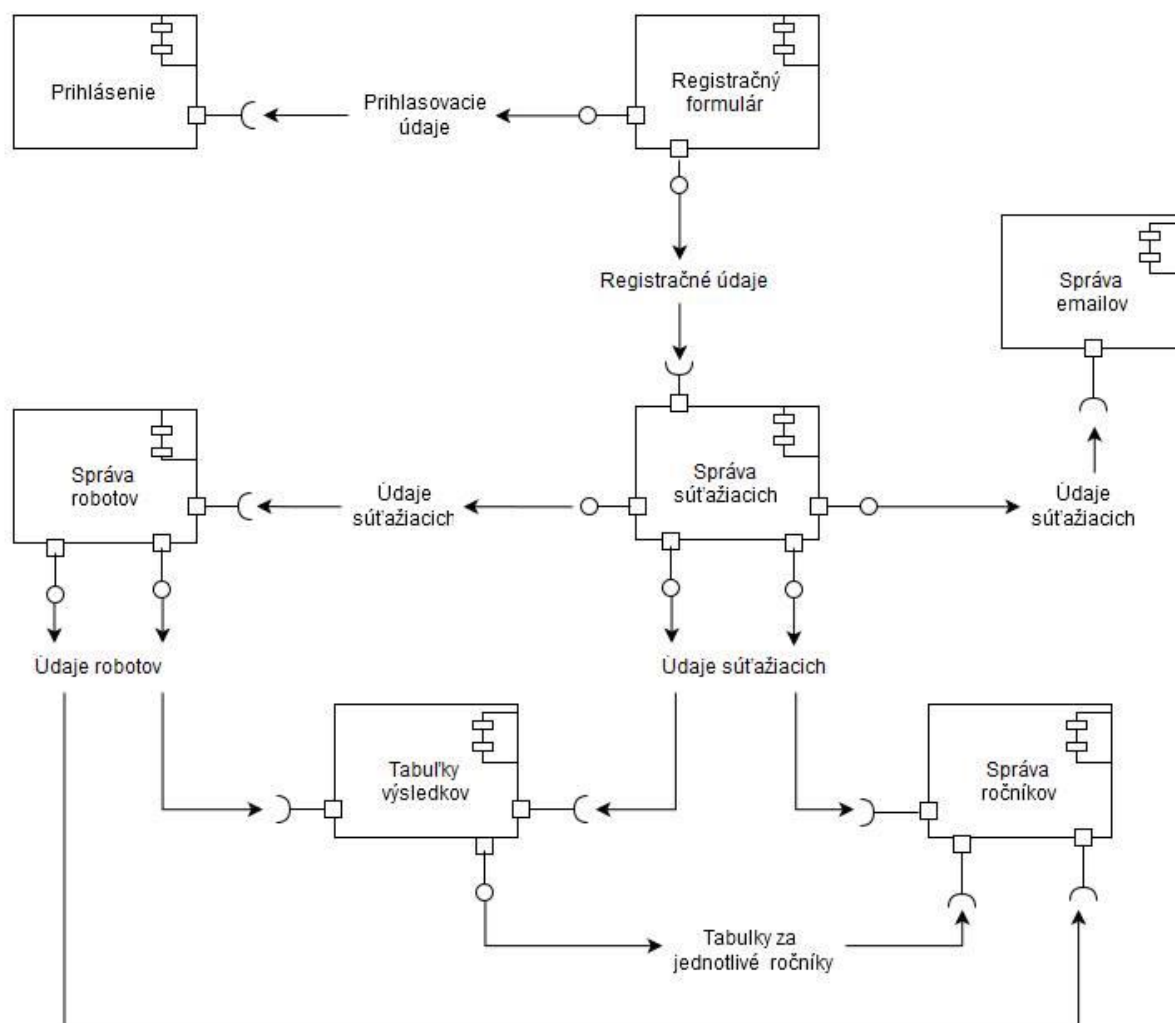 Prihlásenie
Prihlasovacie
údaje
Registračný
formulár
Registračné údaje
Správa
emailov
Správa
robotov
Údaje
súťažiacich
Správa
súťažiacich
Údaje
súťažiacich
Údaje robotov
Údaje súťažiacich
Tabuľky
výsledkov
Správa
ročníkov
Tabulky za
jednotlivé ročníky